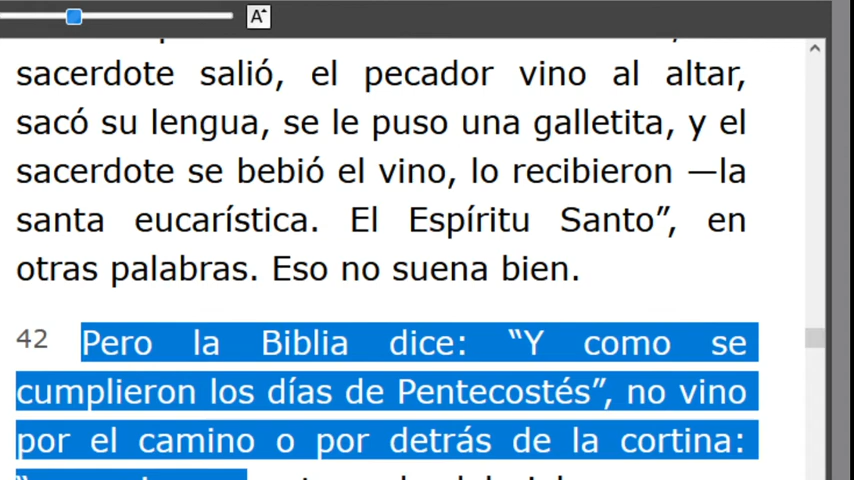 A
sacerdote salió, el pecador vino al altar,
sacó su lengua, se le puso una galletita, y el
sacerdote se bebió el vino, lo recibieron —la
santa eucarística. El Espíritu Santo”, en
otras palabras. Eso no suena bien.
42 Pero la Biblia dice: “Y como se
cumplieron los días de Pentecostés”, no vino
por el camino o por detrás de la cortina: